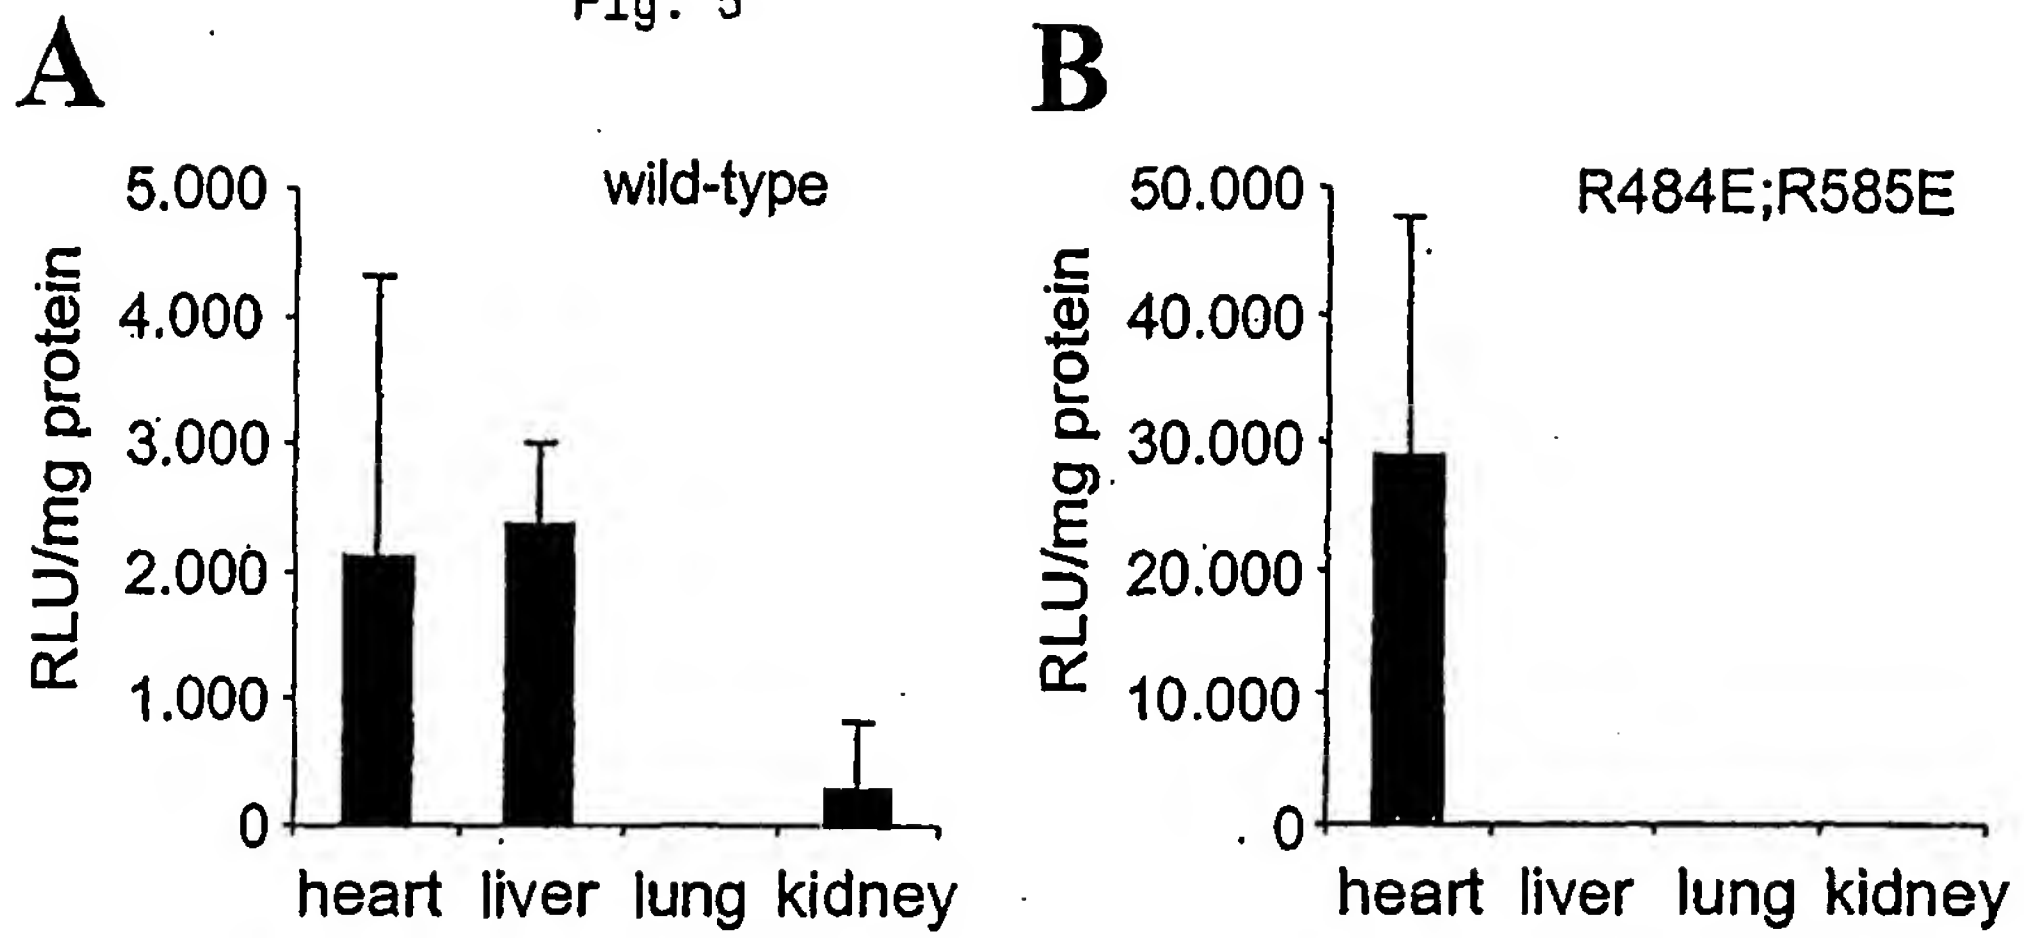 Fig. 5
A
wild-type
RLU/mg protein
5.000
4.000
3.000
2.000
1.000
0
heart liver lung kidney
B
R484E;R585E
RLU/mg protein
50.000
40.000
30.000
20.000
10.000
0
heart liver lung kidney